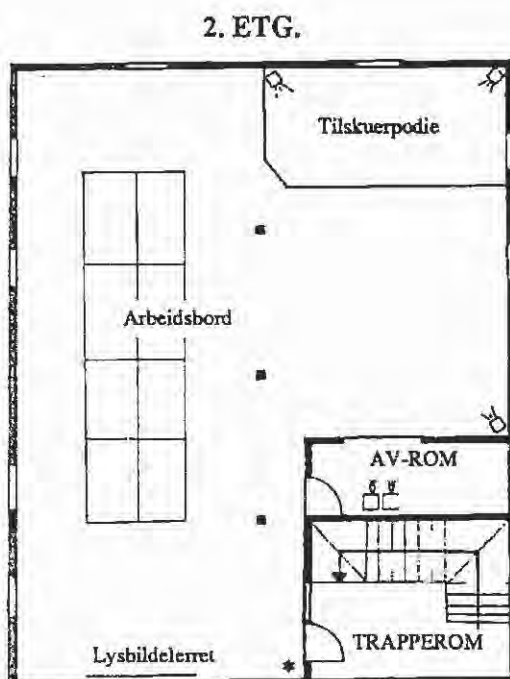 2. ETG.
Tilskuerpodie
Arbeidsbord
AV-ROM
TRAPPEROM
Lysbildelerret
*